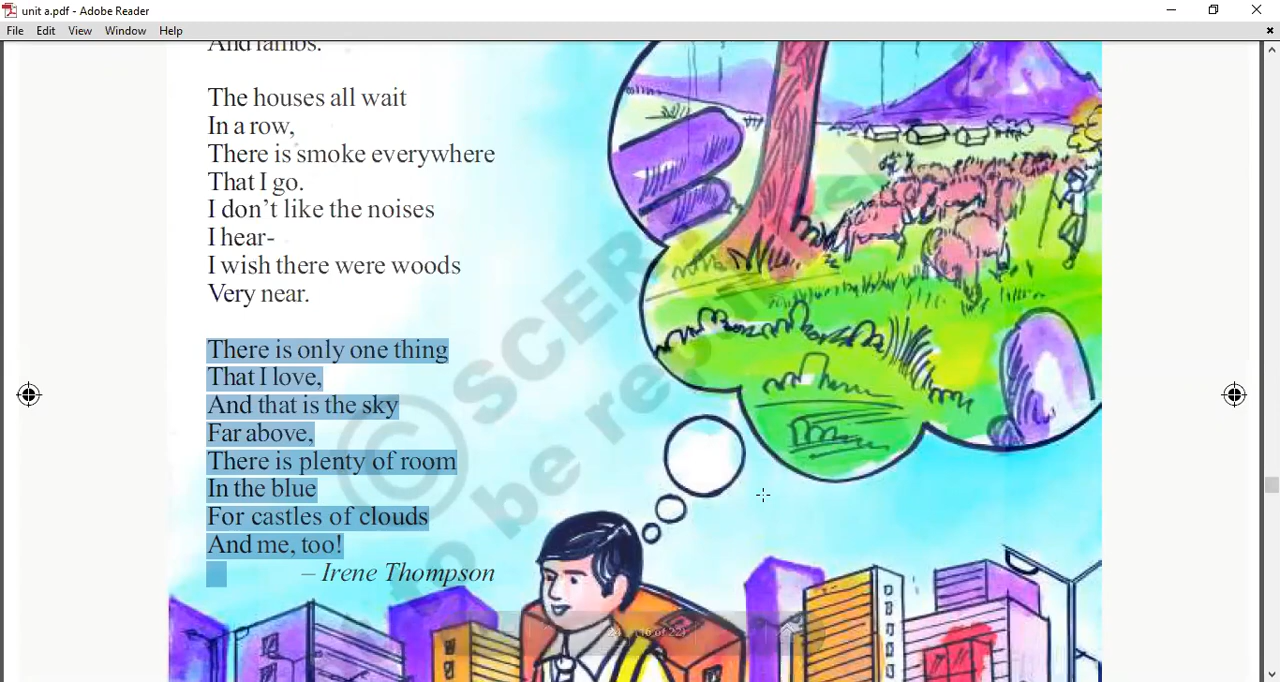 unit a.pdf - Adobe Reader
File Edit View Window Help
And lambs.
The houses all wait
In a row,
There is smoke everywhere
That I go.
I don't like the noises
I hear-
I wish there were woods
Very near.
There is only one thing
That I love,
And that is the sky
Far above,
There is plenty of room
In the blue
For castles of clouds
And me, too!
– Irene Thompson